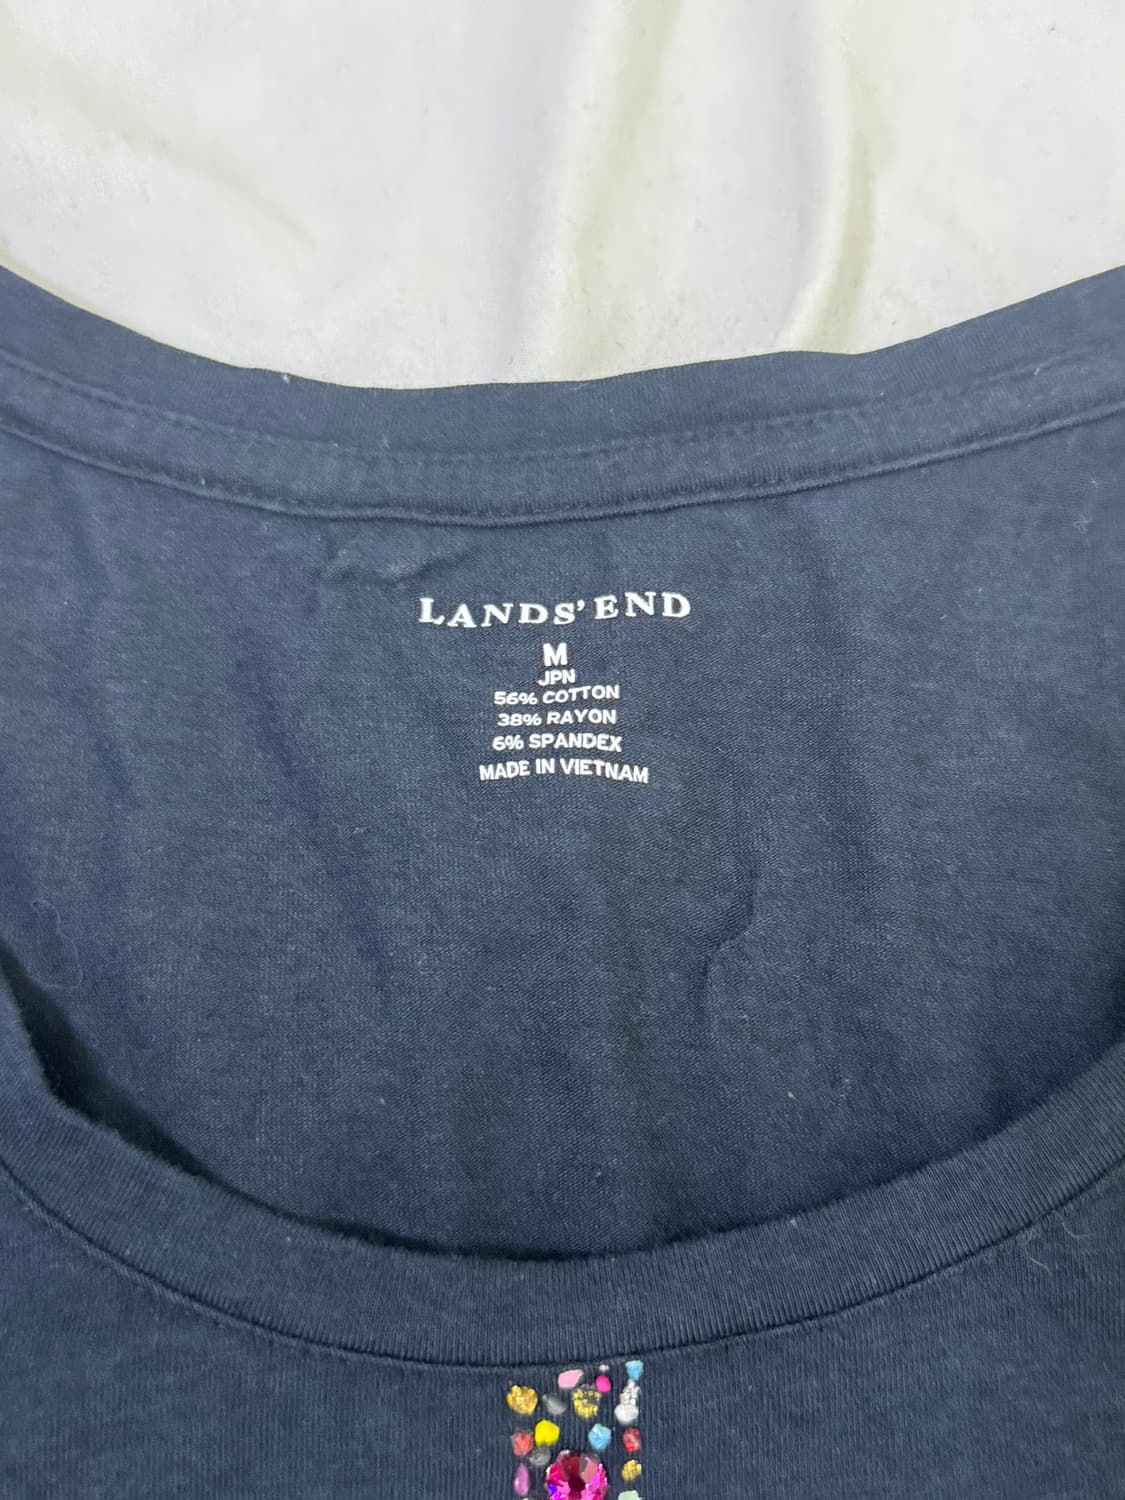 LANDS' END
M
JPN
56% COTTON
38% RAYON
6% SPANDEX
MADE IN VIETNAM